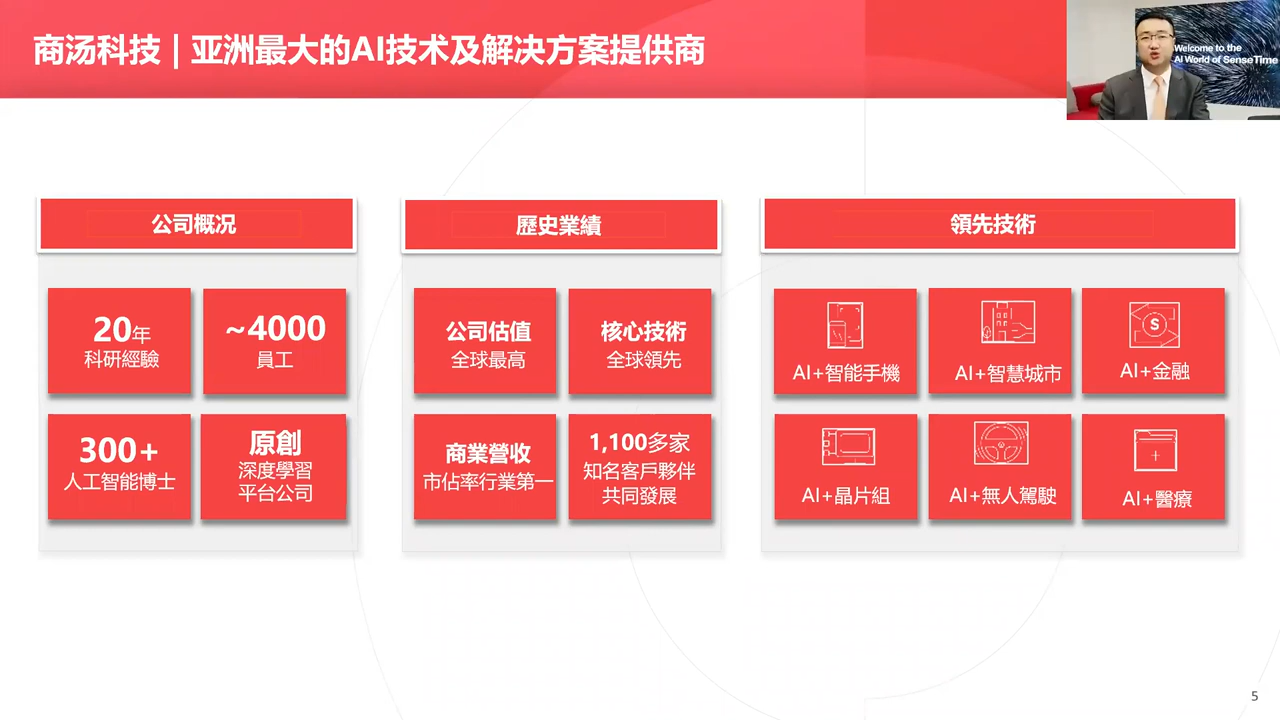 商汤科技 | 亚洲最大的AI技术及解决方案提供商
Welcome to the
AI World of SenseTime
公司概况
20年
科研經驗
~4000
員工
300+
人工智能博士
原創
深度學習
平台公司
歷史業績
公司估值
全球最高
核心技術
全球領先
商業營收
市佔率行業第一
1,100多家
知名客戶夥伴
共同發展
領先技術
AI+智能手機
AI+智慧城市
S
AI+金融
AI+晶片組
AI+無人駕駛
AI+醫療
5